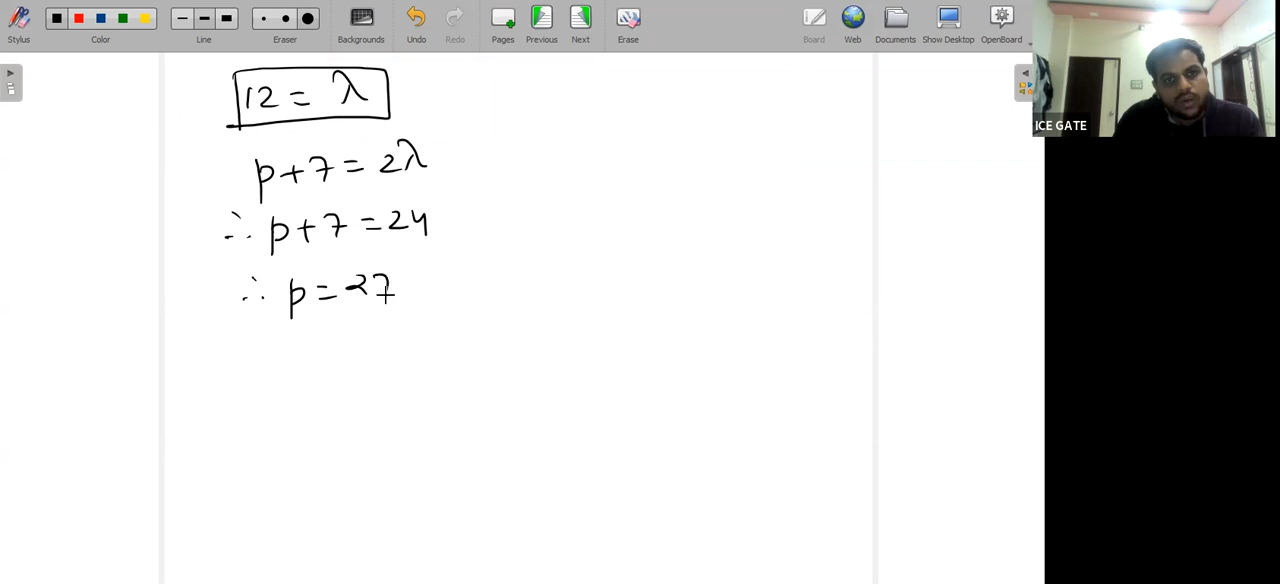 Stylus
Color
Line
Eraser
Backgrounds
Undo
Redo
Pages
Previous
Next
Erase
Board
Web
Documents
Show Desktop
OpenBoard
ICE GATE
12 = λ
p+7 = 2λ
∴ p+7 = 24
∴ p = 27